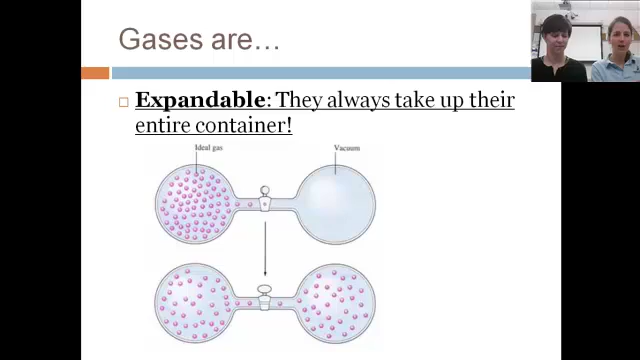 Gases are…
Expandable: They always take up their
entire container!
Ideal gas
Vacuum